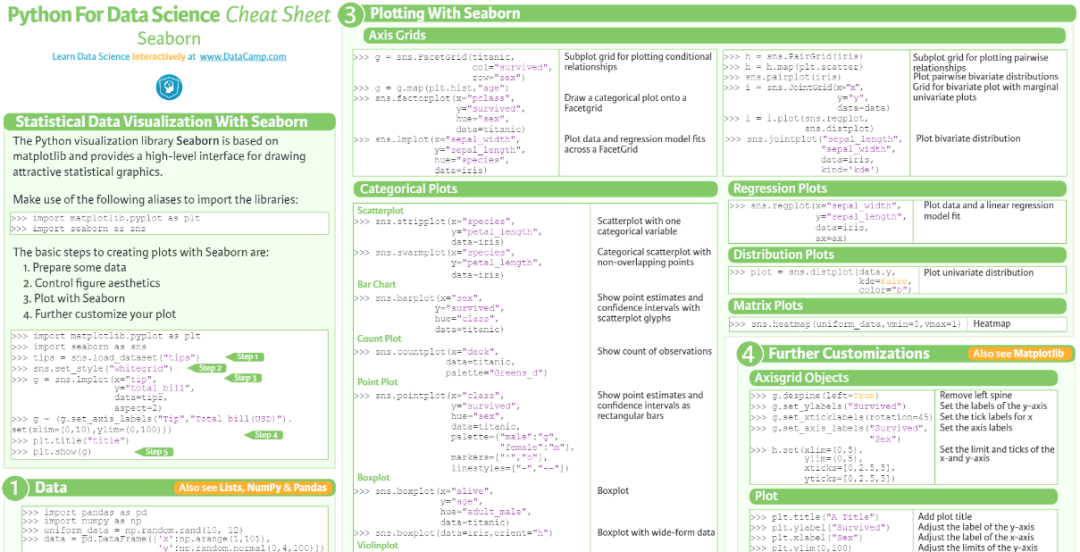 Python For Data Science Cheat Sheet
Seaborn
Learn Data Science Interactively at www.DataCamp.com
Statistical Data Visualization With Seaborn
The Python visualization library Seaborn is based on
matplotlib and provides a high-level interface for drawing
attractive statistical graphics.
Make use of the following aliases to import the libraries:
>>> import matplotlib.pyplot as plt
>>> import seaborn as sns
The basic steps to creating plots with Seaborn are:
1. Prepare some data
2. Control figure aesthetics
3. Plot with Seaborn
4. Further customize your plot
>>> import matplotlib.pyplot as plt
>>> import seaborn as sns
>>> tips = sns.load_dataset("tips") Step 1
>>> sns.set_style("whitegrid") Step 2
>>> g = sns.lmplot(x="tip", Step 3
y="total_bill",
data=tips,
aspect=2)
>>> g = (g.set_axis_labels("Tip","Total bill(USD)").
set(xlim=(0,10),ylim=(0,100))) Step 4
>>> plt.title("title")
>>> plt.show(g) Step 5
1 Data Also see Lists, NumPy & Pandas
>>> import pandas as pd
>>> import numpy as np
>>> uniform_data = np.random.rand(10, 12)
>>> data = pd.DataFrame({'x':np.arange(1,101),
'y':np.random.normal(0,4,100)})
3 Plotting With Seaborn
Axis Grids
>>> g = sns.FacetGrid(titanic, Subplot grid for plotting conditional
col="survived", relationships
row="sex")
>>> g = g.map(plt.hist,"age")
>>> sns.factorplot(x="pclass", Draw a categorical plot onto a
y="survived", Facetgrid
hue="sex",
data=titanic)
>>> sns.lmplot(x="sepal_width", Plot data and regression model fits
y="sepal_length", across a FacetGrid
hue="species",
data=iris)
>>> h = sns.PairGrid(iris) Subplot grid for plotting pairwise
>>> h = h.map(plt.scatter) relationships
>>> sns.pairplot(iris) Plot pairwise bivariate distributions
>>> i = sns.JointGrid(x="x", Grid for bivariate plot with marginal
y="y", univariate plots
data=data)
>>> i = i.plot(sns.regplot,
sns.distplot)
>>> sns.jointplot("sepal_length", Plot bivariate distribution
"sepal_width",
data=iris,
kind='kde')
Categorical Plots
Scatterplot
>>> sns.stripplot(x="species", Scatterplot with one
y="petal_length", categorical variable
data=iris)
>>> sns.swarmplot(x="species", Categorical scatterplot with
y="petal_length", non-overlapping points
data=iris)
Bar Chart
>>> sns.barplot(x="sex", Show point estimates and
y="survived", confidence intervals with
hue="class", scatterplot glyphs
data=titanic)
Count Plot
>>> sns.countplot(x="deck", Show count of observations
data=titanic,
palette="Greens_d")
Point Plot
>>> sns.pointplot(x="class", Show point estimates and
y="survived", confidence intervals as
hue="sex", rectangular bars
data=titanic,
palette={"male":"g",
"female":"m"},
markers=["^","o"],
linestyles=["-","--"])
Boxplot
>>> sns.boxplot(x="alive", Boxplot
y="age",
hue="adult_male",
data=titanic)
>>> sns.boxplot(data=iris,orient="h") Boxplot with wide-form data
Violinplot
Regression Plots
>>> sns.regplot(x="sepal_width", Plot data and a linear regression
y="sepal_length", model fit
data=iris,
ax=ax)
Distribution Plots
>>> plot = sns.distplot(data.y, Plot univariate distribution
kde=False,
color="b")
Matrix Plots
>>> sns.heatmap(uniform_data,vmin=0,vmax=1) Heatmap
4 Further Customizations Also see Matplotlib
Axisgrid Objects
>>> g.despine(left=True) Remove left spine
>>> g.set_ylabels("Survived") Set the labels of the y-axis
>>> g.set_xticklabels(rotation=45) Set the tick labels for x
>>> g.set_axis_labels("Survived", Set the axis labels
"Sex")
>>> h.set(xlim=(0,5), Set the limit and ticks of the
ylim=(0,5), x-and y-axis
xticks=[0,2.5,5],
yticks=[0,2.5,5])
Plot
>>> plt.title("A Title") Add plot title
>>> plt.ylabel("Survived") Adjust the label of the y-axis
>>> plt.xlabel("Sex") Adjust the label of the x-axis
>>> plt.ylim(0,100) Adjust the limits of the y-axis